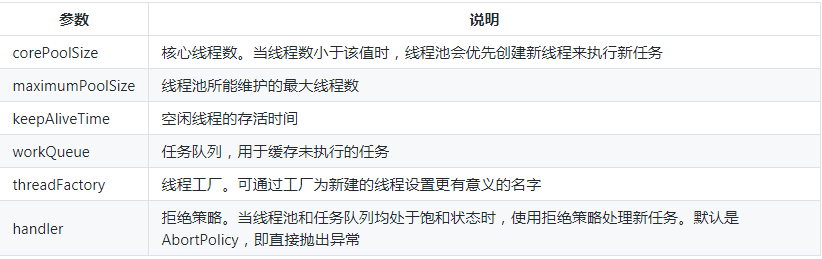 参数 说明
corePoolSize 核心线程数。当线程数小于该值时，线程池会优先创建新线程来执行新任务
maximumPoolSize 线程池所能维护的最大线程数
keepAliveTime 空闲线程的存活时间
workQueue 任务队列，用于缓存未执行的任务
threadFactory 线程工厂。可通过工厂为新建的线程设置更有意义的名字
handler 拒绝策略。当线程池和任务队列均处于饱和状态时，使用拒绝策略处理新任务。默认是
AbortPolicy，即直接抛出异常